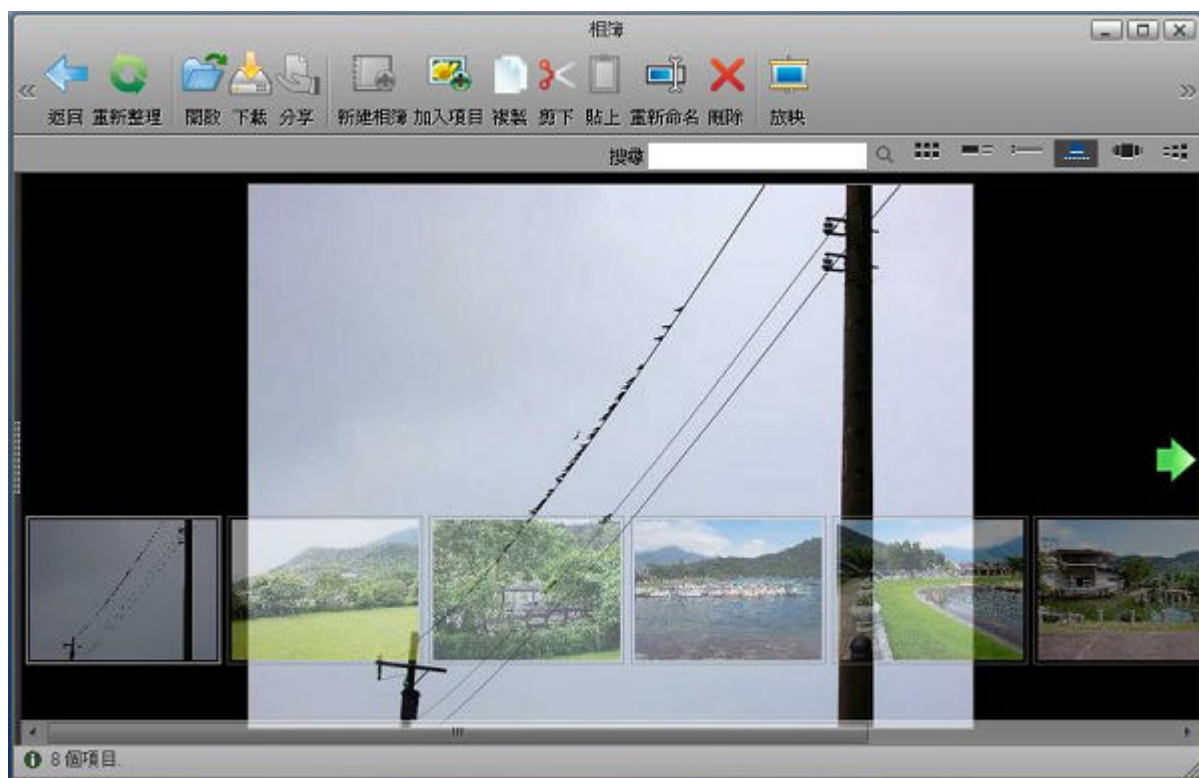 相簿
返回 重新整理 開啟 下載 分享 新建相簿 加入項目 複製 剪下 貼上 重新命名 刪除 放映
搜尋
8 個項目.